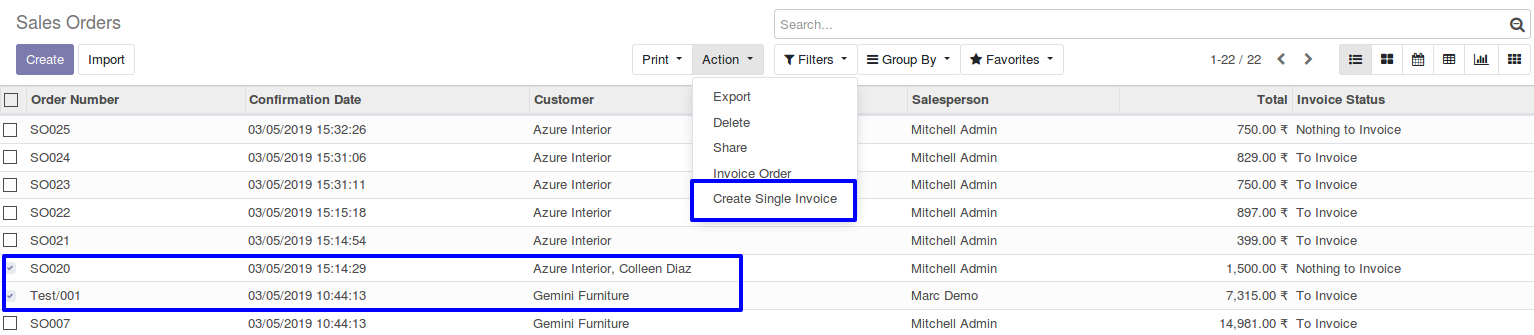 Sales Orders
Search...
Create Import Print Action Filters Group By Favorites 1-22 / 22
Export
Delete
Share
Invoice Order
Create Single Invoice
Order Number Confirmation Date Customer Salesperson Total Invoice Status
SO025 03/05/2019 15:32:26 Azure Interior Mitchell Admin 750.00 ₹ Nothing to Invoice
SO024 03/05/2019 15:31:06 Azure Interior Mitchell Admin 829.00 ₹ To Invoice
SO023 03/05/2019 15:31:11 Azure Interior Mitchell Admin 750.00 ₹ To Invoice
SO022 03/05/2019 15:15:18 Azure Interior Mitchell Admin 897.00 ₹ To Invoice
SO021 03/05/2019 15:14:54 Azure Interior Mitchell Admin 399.00 ₹ To Invoice
SO020 03/05/2019 15:14:29 Azure Interior, Colleen Diaz Mitchell Admin 1,500.00 ₹ Nothing to Invoice
Test/001 03/05/2019 10:44:13 Gemini Furniture Marc Demo 7,315.00 ₹ To Invoice
SO007 03/05/2019 10:44:13 Gemini Furniture Mitchell Admin 14,981.00 ₹ To Invoice